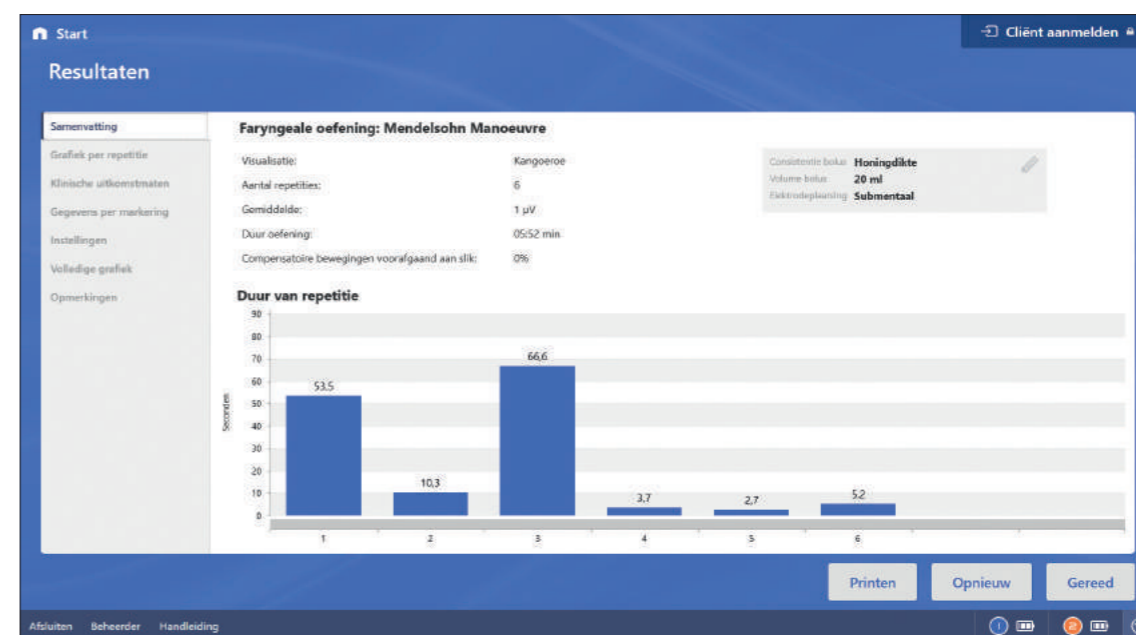 Start
Cliënt aanmelden
Resultaten
Samenvatting
Grafiek per repetitie
Klinische uitkomstmaten
Gegevens per markering
Instellingen
Volledige grafiek
Opmerkingen
Faryngeale oefening: Mendelsohn Manoeuvre
Visualisatie: Kangoeroe
Aantal repetities: 6
Gemiddelde: 1 µV
Duur oefening: 05:52 min
Compensatoire bewegingen voorafgaand aan slik: 0%
Consistentie bolus Honingdikte
Volume bolus 20 ml
Elektrodeplaatsing Submentaal
Duur van repetitie
Seconden
90
80
70
60
50
40
30
20
10
0
53,5
10,3
66,6
3,7
2,7
5,2
1 2 3 4 5 6
Printen Opnieuw Gereed
Afsluiten Beheerder Handleiding
1 2